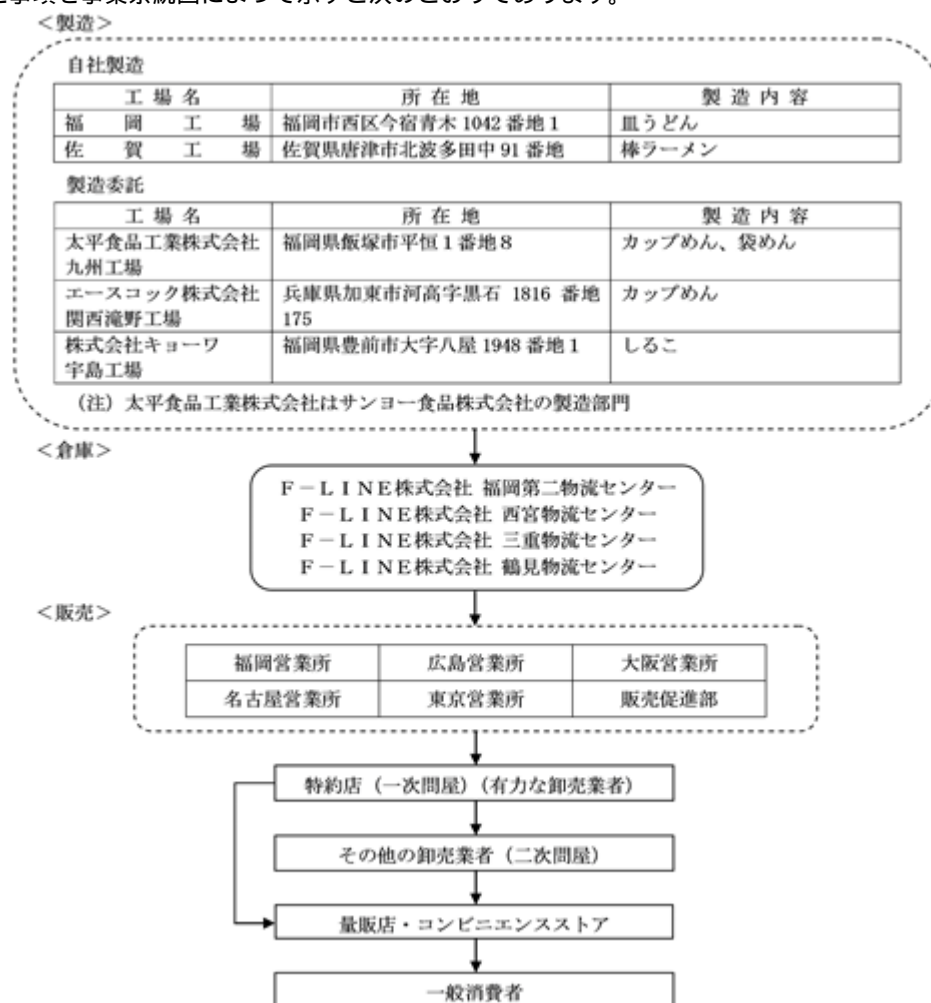 事業系統図によって示すと次のとおりであります。
＜製造＞
自社製造
工場名 所在地 製造内容
福岡工場 福岡市西区今宿青木 1042 番地 1 皿うどん
佐賀工場 佐賀県唐津市北波多田中 91 番地 棒ラーメン
製造委託
工場名 所在地 製造内容
太平食品工業株式会社 福岡県飯塚市平恒 1 番地 8 カップめん、袋めん
九州工場
エースコック株式会社 兵庫県加東市河高字黒石 1816 番地 カップめん
関西滝野工場 175
株式会社キョーワ 福岡県豊前市大字八屋 1948 番地 1 しるこ
宇島工場
（注）太平食品工業株式会社はサンヨー食品株式会社の製造部門
＜倉庫＞
Ｆ－ＬＩＮＥ株式会社 福岡第二物流センター
Ｆ－ＬＩＮＥ株式会社 西宮物流センター
Ｆ－ＬＩＮＥ株式会社 三重物流センター
Ｆ－ＬＩＮＥ株式会社 鶴見物流センター
＜販売＞
福岡営業所 広島営業所 大阪営業所
名古屋営業所 東京営業所 販売促進部
特約店（一次問屋）（有力な卸売業者）
その他の卸売業者（二次問屋）
量販店・コンビニエンスストア
一般消費者